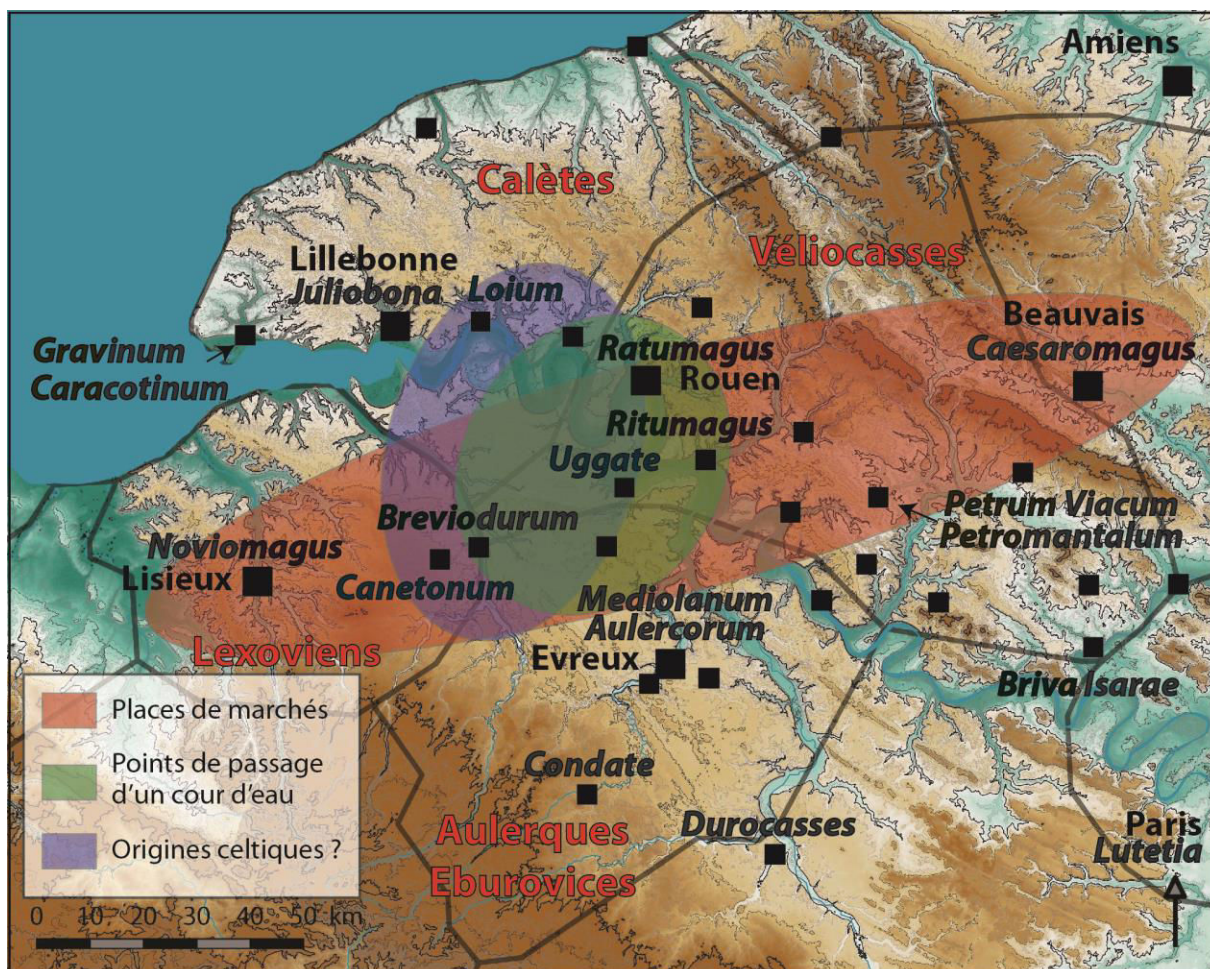 Amiens
Calètes
Véliocasses
Lillebonne
Juliobona
Loium
Beauvais
Caesaromagus
Gravinum
Caracotinum
Ratumagus
Rouen
Ritumagus
Uggate
Petrum Viacum
Petromantalum
Breviodurum
Noviomagus
Lisieux
Canetonum
Mediolanum
Aulercorum
Evreux
Lexoviens
Briva Isarae
Places de marchés
Points de passage
d'un cour d'eau
Origines celtiques ?
Condate
Aulerques
Eburovices
Durocasses
Paris
Lutetia
0 10 20 30 40 50 km